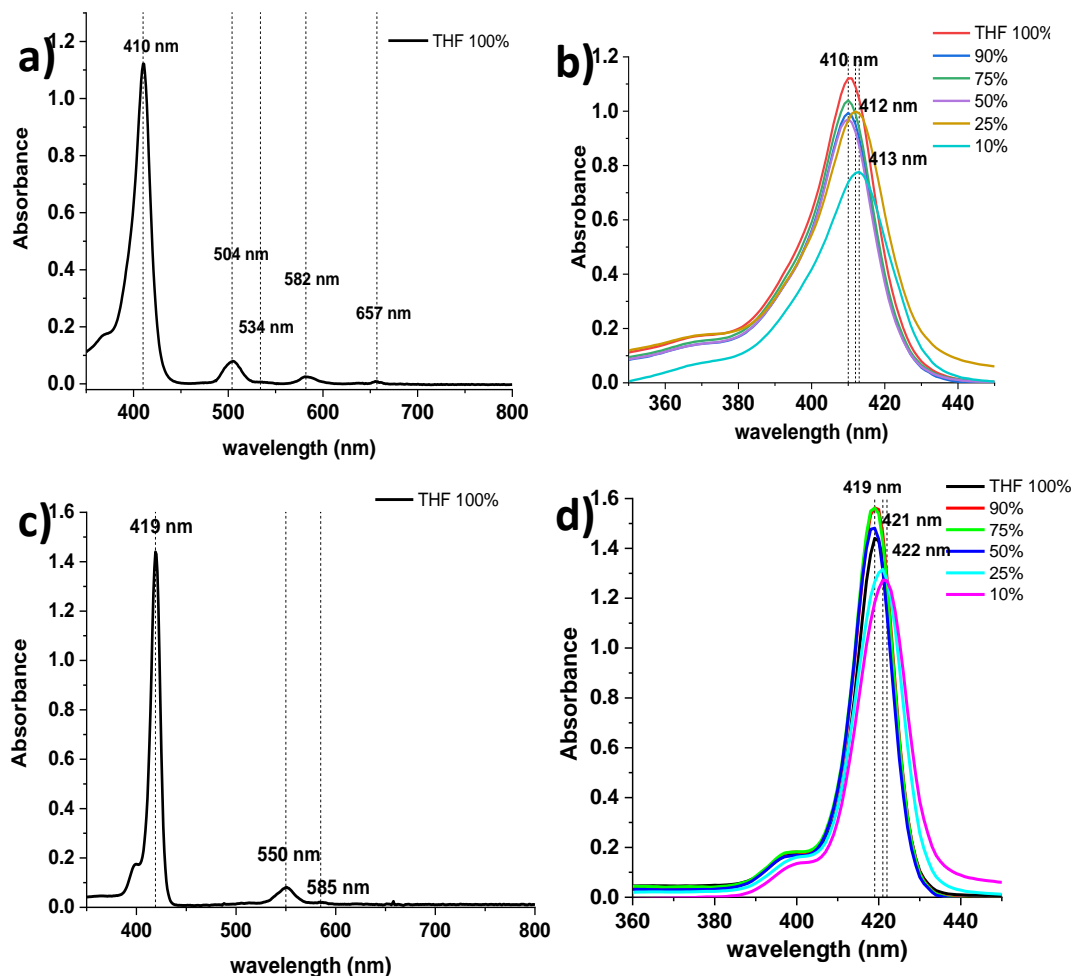 a)
410 nm
504 nm
534 nm
582 nm
657 nm
THF 100%
Absorbance
1.2
1.0
0.8
0.6
0.4
0.2
0.0
400 500 600 700 800
wavelength (nm)
b)
410 nm
412 nm
413 nm
THF 100%
90%
75%
50%
25%
10%
Absrobance
1.2
1.0
0.8
0.6
0.4
0.2
0.0
360 380 400 420 440
wavelength (nm)
c)
419 nm
550 nm
585 nm
THF 100%
Absorbance
1.6
1.4
1.2
1.0
0.8
0.6
0.4
0.2
0.0
400 500 600 700 800
wavelength (nm)
d)
419 nm
421 nm
422 nm
THF 100%
90%
75%
50%
25%
10%
Absorbance
1.6
1.4
1.2
1.0
0.8
0.6
0.4
0.2
0.0
360 380 400 420 440
wavelength (nm)